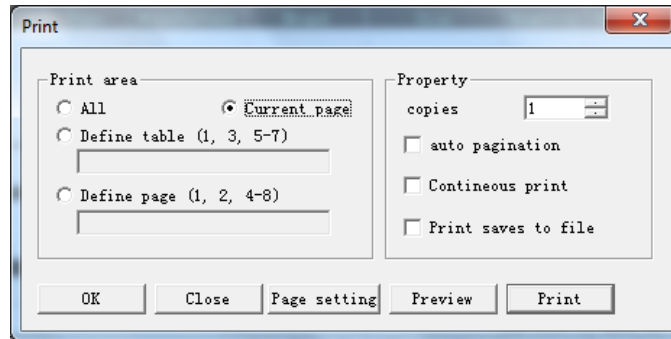 Print
Print area
All Current page
Define table (1, 3, 5-7)
Define page (1, 2, 4-8)
Property
copies 1
auto pagination
Contineous print
Print saves to file
OK Close Page setting Preview Print